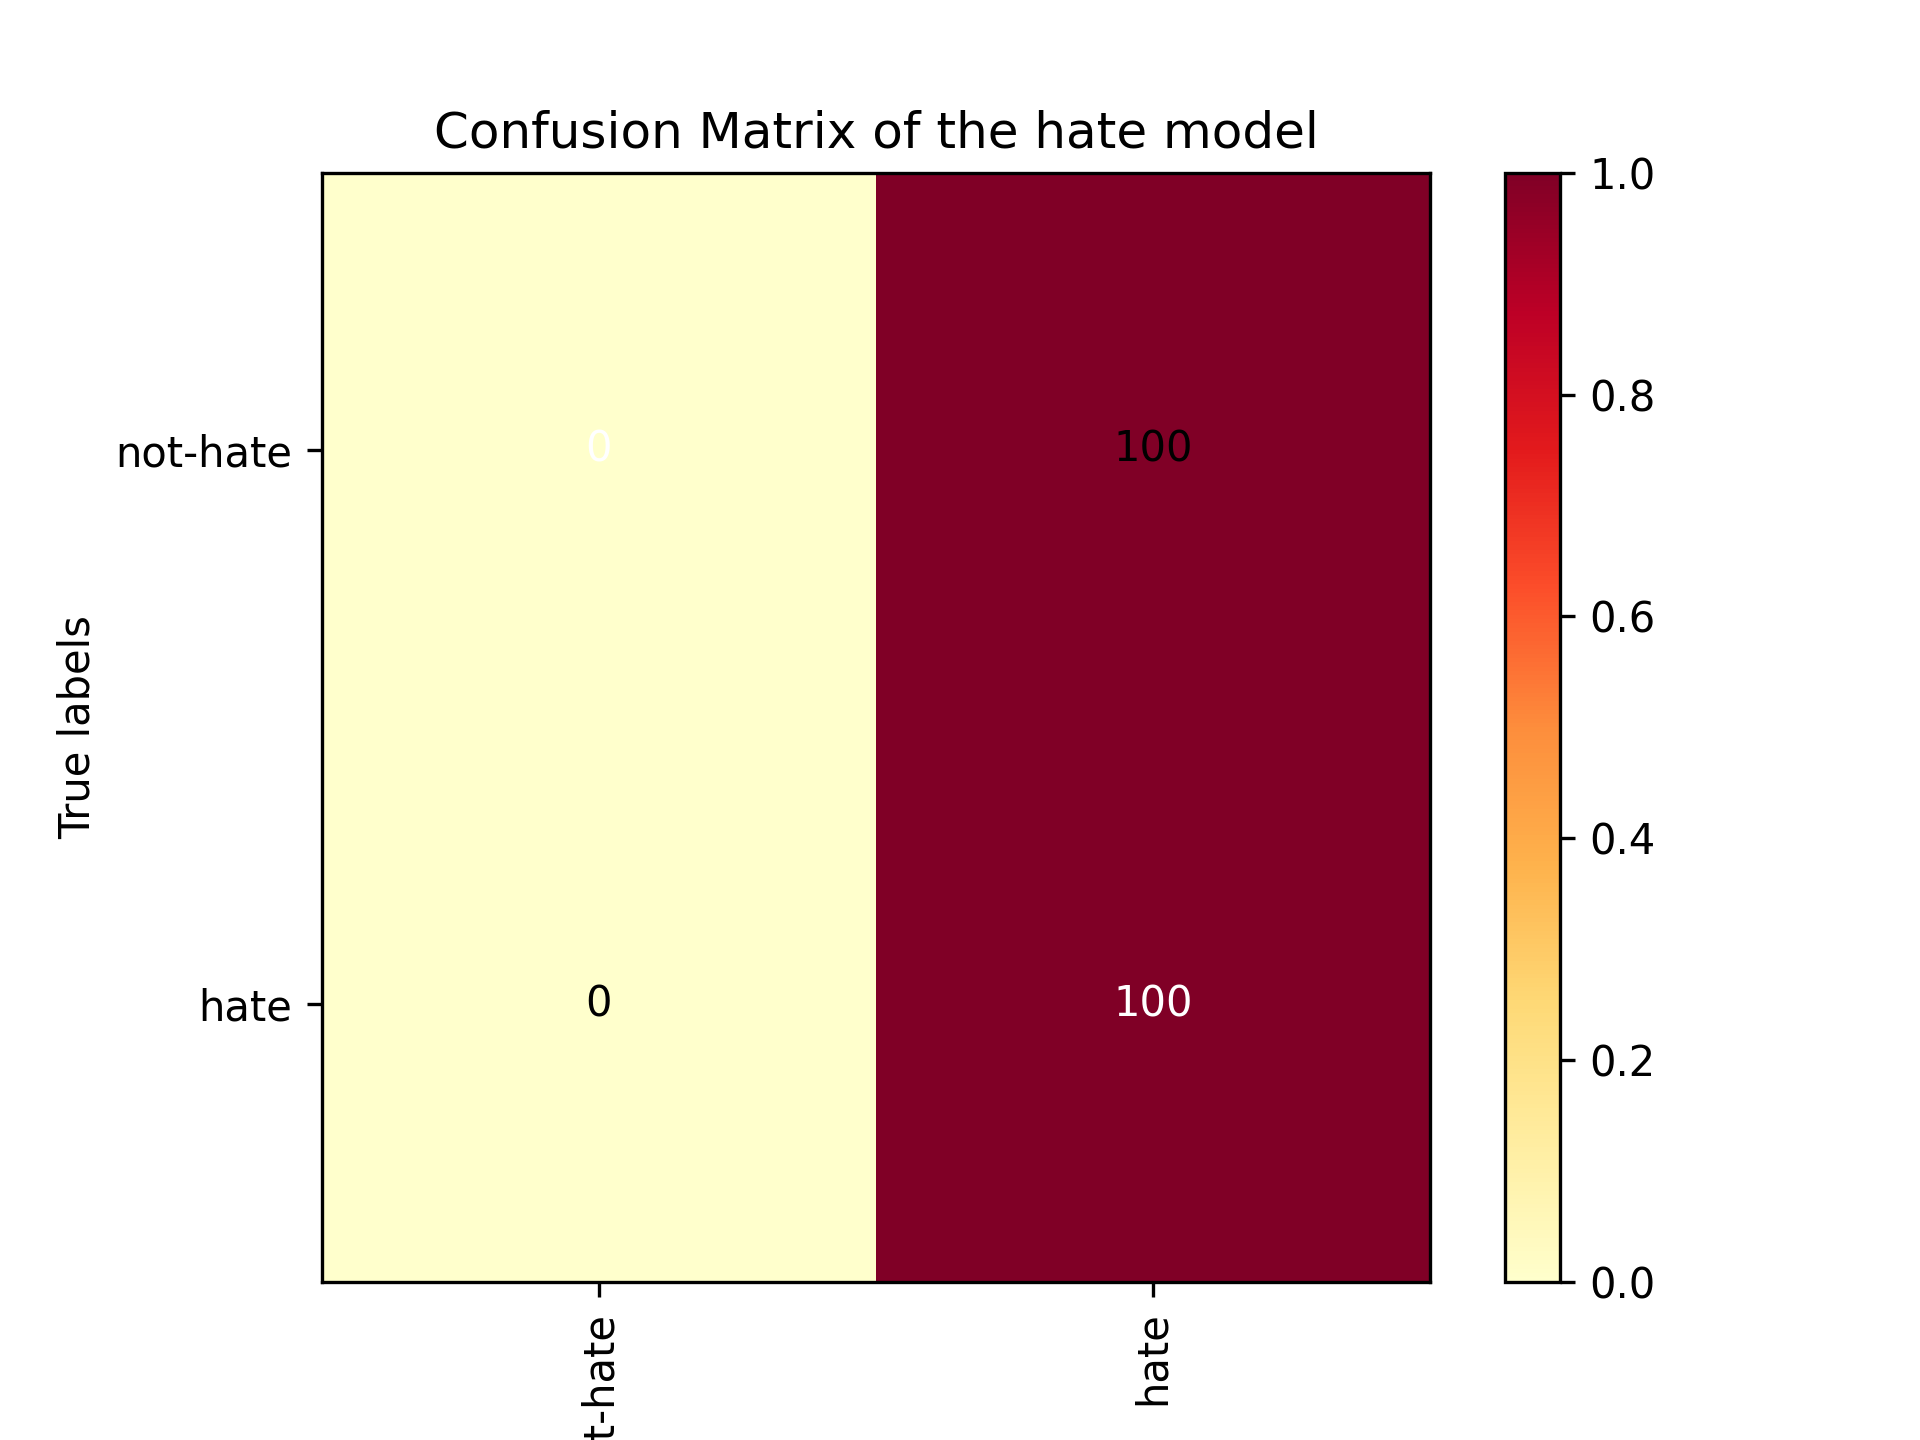 Confusion Matrix of the hate model
True labels
not-hate
hate
0
100
0
100
t-hate
hate
1.0
0.8
0.6
0.4
0.2
0.0